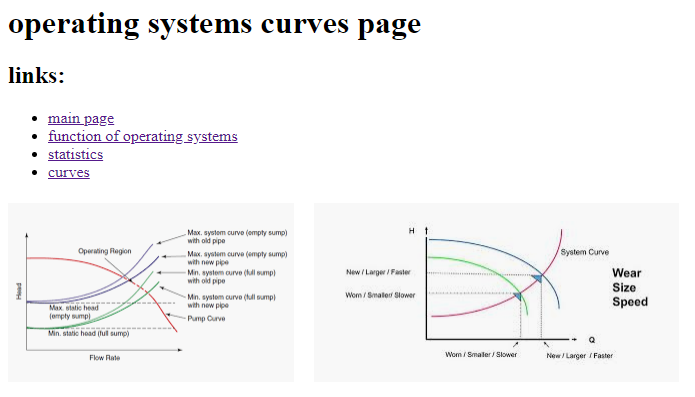 operating systems curves page
links:
main page
function of operating systems
statistics
curves
Max. system curve (empty sump)
with old pipe
Operating Region
Max. system curve (empty sump)
with new pipe
Min. system curve (full sump)
with old pipe
Head
Min. system curve (full sump)
with new pipe
Max. static head
(empty sump)
Pump Curve
Min. static head (full sump)
Flow Rate
H
System Curve
New / Larger / Faster
Wear
Size
Speed
Worn / Smaller/ Slower
Q
Worn / Smaller / Slower
New / Larger / Faster